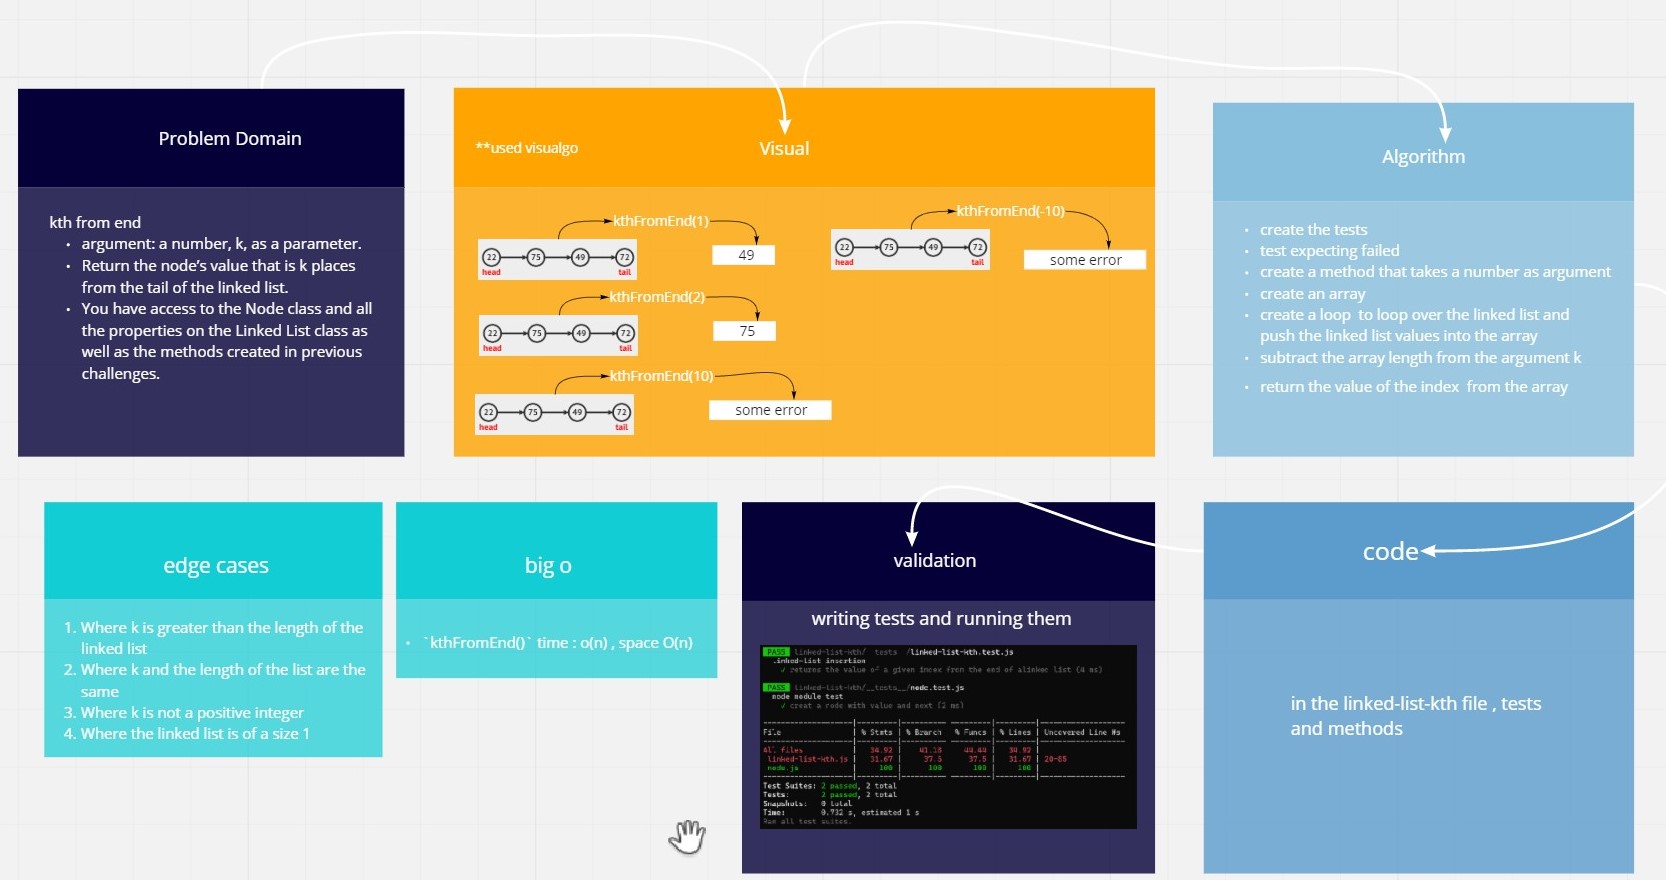 Problem Domain
kth from end
• argument: a number, k, as a parameter.
• Return the node’s value that is k places
from the tail of the linked list.
• You have access to the Node class and all
the properties on the Linked List class as
well as the methods created in previous
challenges.
**used visualgo
Visual
kthFromEnd(1)
22 75 49 72
head tail
49
kthFromEnd(2)
22 75 49 72
head tail
75
kthFromEnd(10)
22 75 49 72
head tail
some error
kthFromEnd(-10)
22 75 49 72
head tail
some error
Algorithm
• create the tests
• test expecting failed
• create a method that takes a number as argument
• create an array
• create a loop to loop over the linked list and
push the linked list values into the array
• subtract the array length from the argument k
• return the value of the index from the array
edge cases
1. Where k is greater than the length of the
linked list
2. Where k and the length of the list are the
same
3. Where k is not a positive integer
4. Where the linked list is of a size 1
big o
• `kthFromEnd()` time : o(n) , space O(n)
validation
writing tests and running them
PASS linked-list-kth/ tests /linked-list-kth.test.js
linked-list insertion
√ returns the value of a given index from the end of alinked list (4 ms)
PASS linked-list-kth/__tests__/node.test.js
node module test
√ creat a node with value and next (2 ms)
File | % Stmts | % Branch | % Funcs | % Lines | Uncovered Line #s
All files | 34.92 | 41.18 | 44.44 | 34.92 |
linked-list-kth.js | 31.67 | 37.5 | 37.5 | 31.67 |
node.js | 100 | 100 | 100 | 100 |
Test Suites: 2 passed, 2 total
Tests: 2 passed, 2 total
Snapshots: 0 total
Time: 0.732 s, estimated 1 s
Ran all test suites.
code
in the linked-list-kth file , tests
and methods